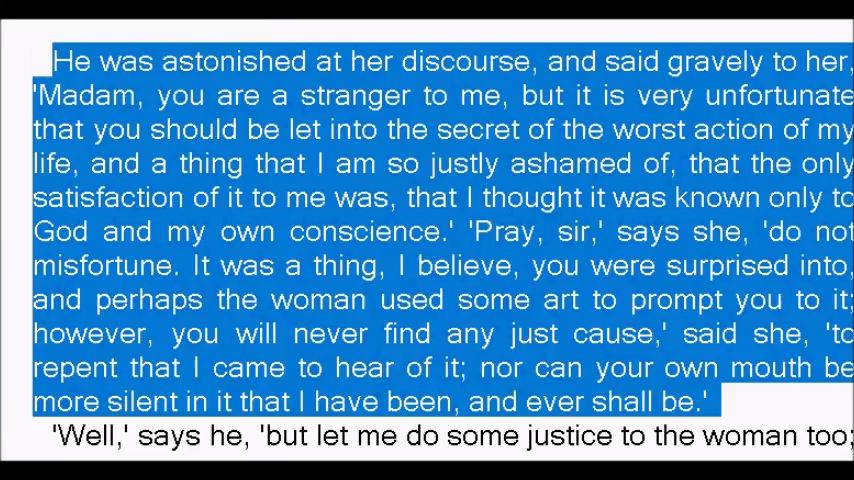 He was astonished at her discourse, and said gravely to her,
'Madam, you are a stranger to me, but it is very unfortunate
that you should be let into the secret of the worst action of my
life, and a thing that I am so justly ashamed of, that the only
satisfaction of it to me was, that I thought it was known only to
God and my own conscience.' 'Pray, sir,' says she, 'do not
misfortune. It was a thing, I believe, you were surprised into,
and perhaps the woman used some art to prompt you to it;
however, you will never find any just cause,' said she, 'to
repent that I came to hear of it; nor can your own mouth be
more silent in it that I have been, and ever shall be.'
'Well,' says he, 'but let me do some justice to the woman too;